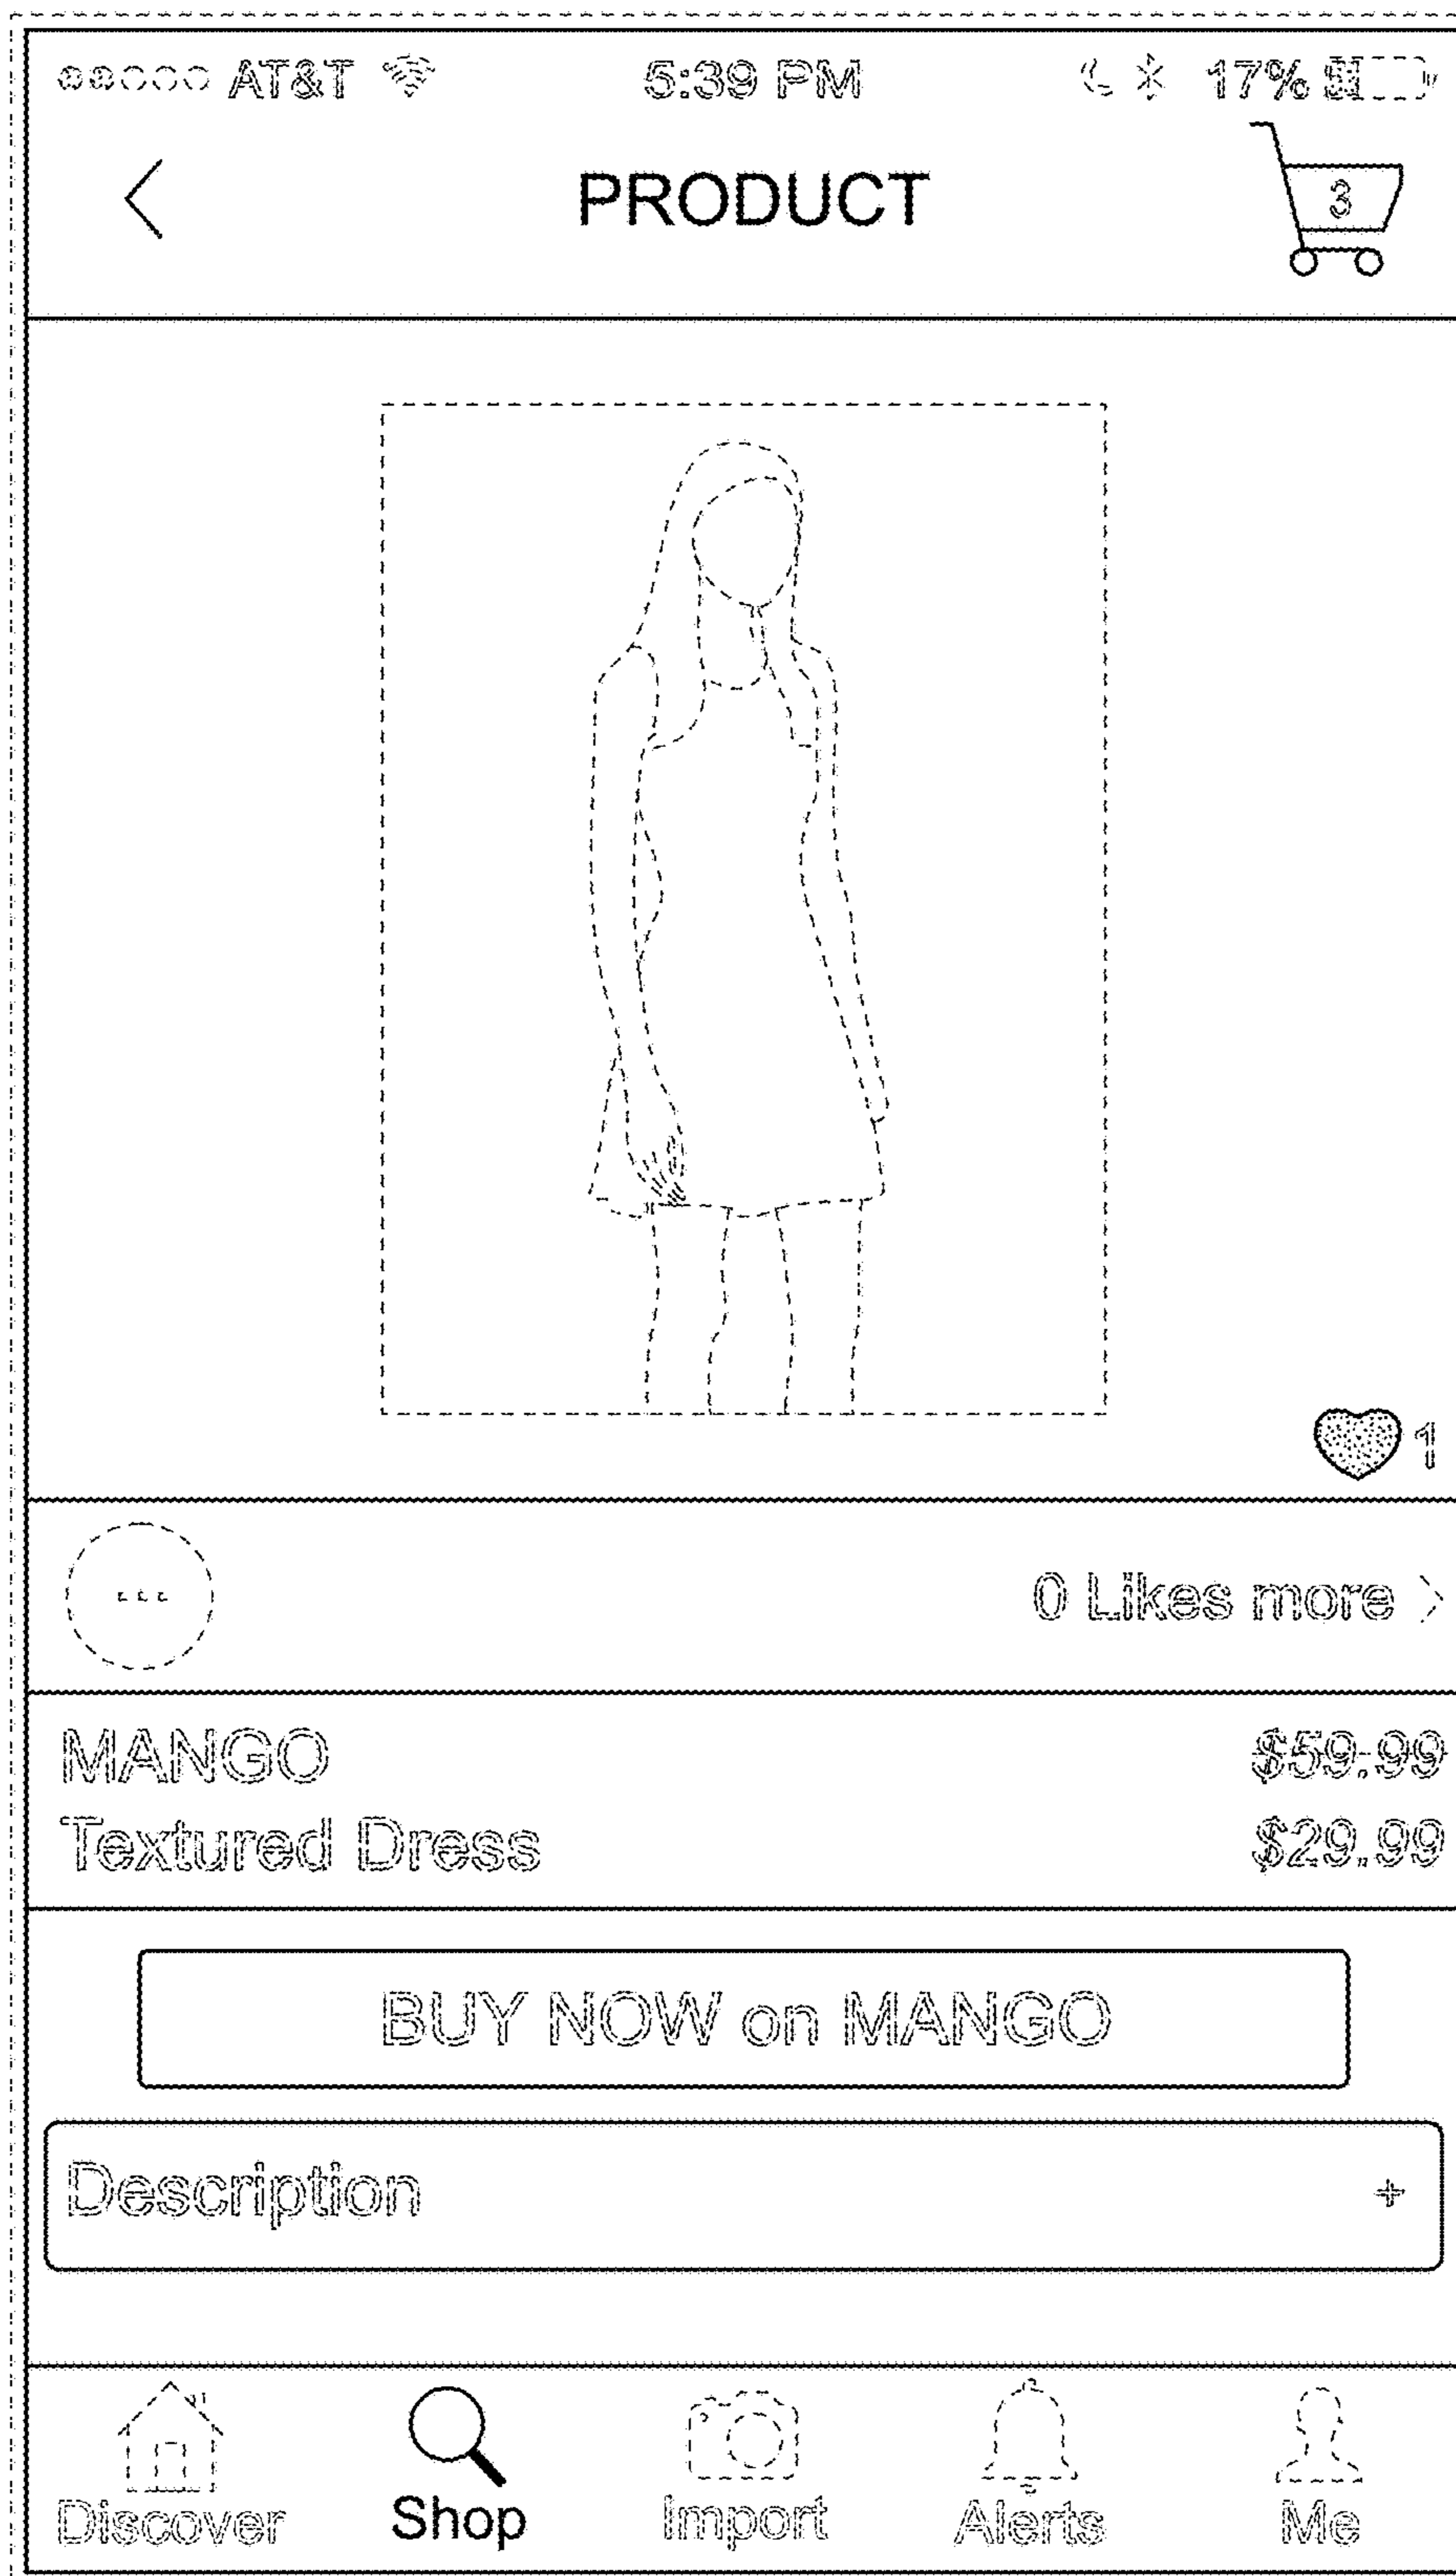 AT&T 5:39 PM 17%
PRODUCT 3
1
0 Likes more >
MANGO $59.99
Textured Dress $29.99
BUY NOW on MANGO
Description +
Discover Shop Import Alerts Me